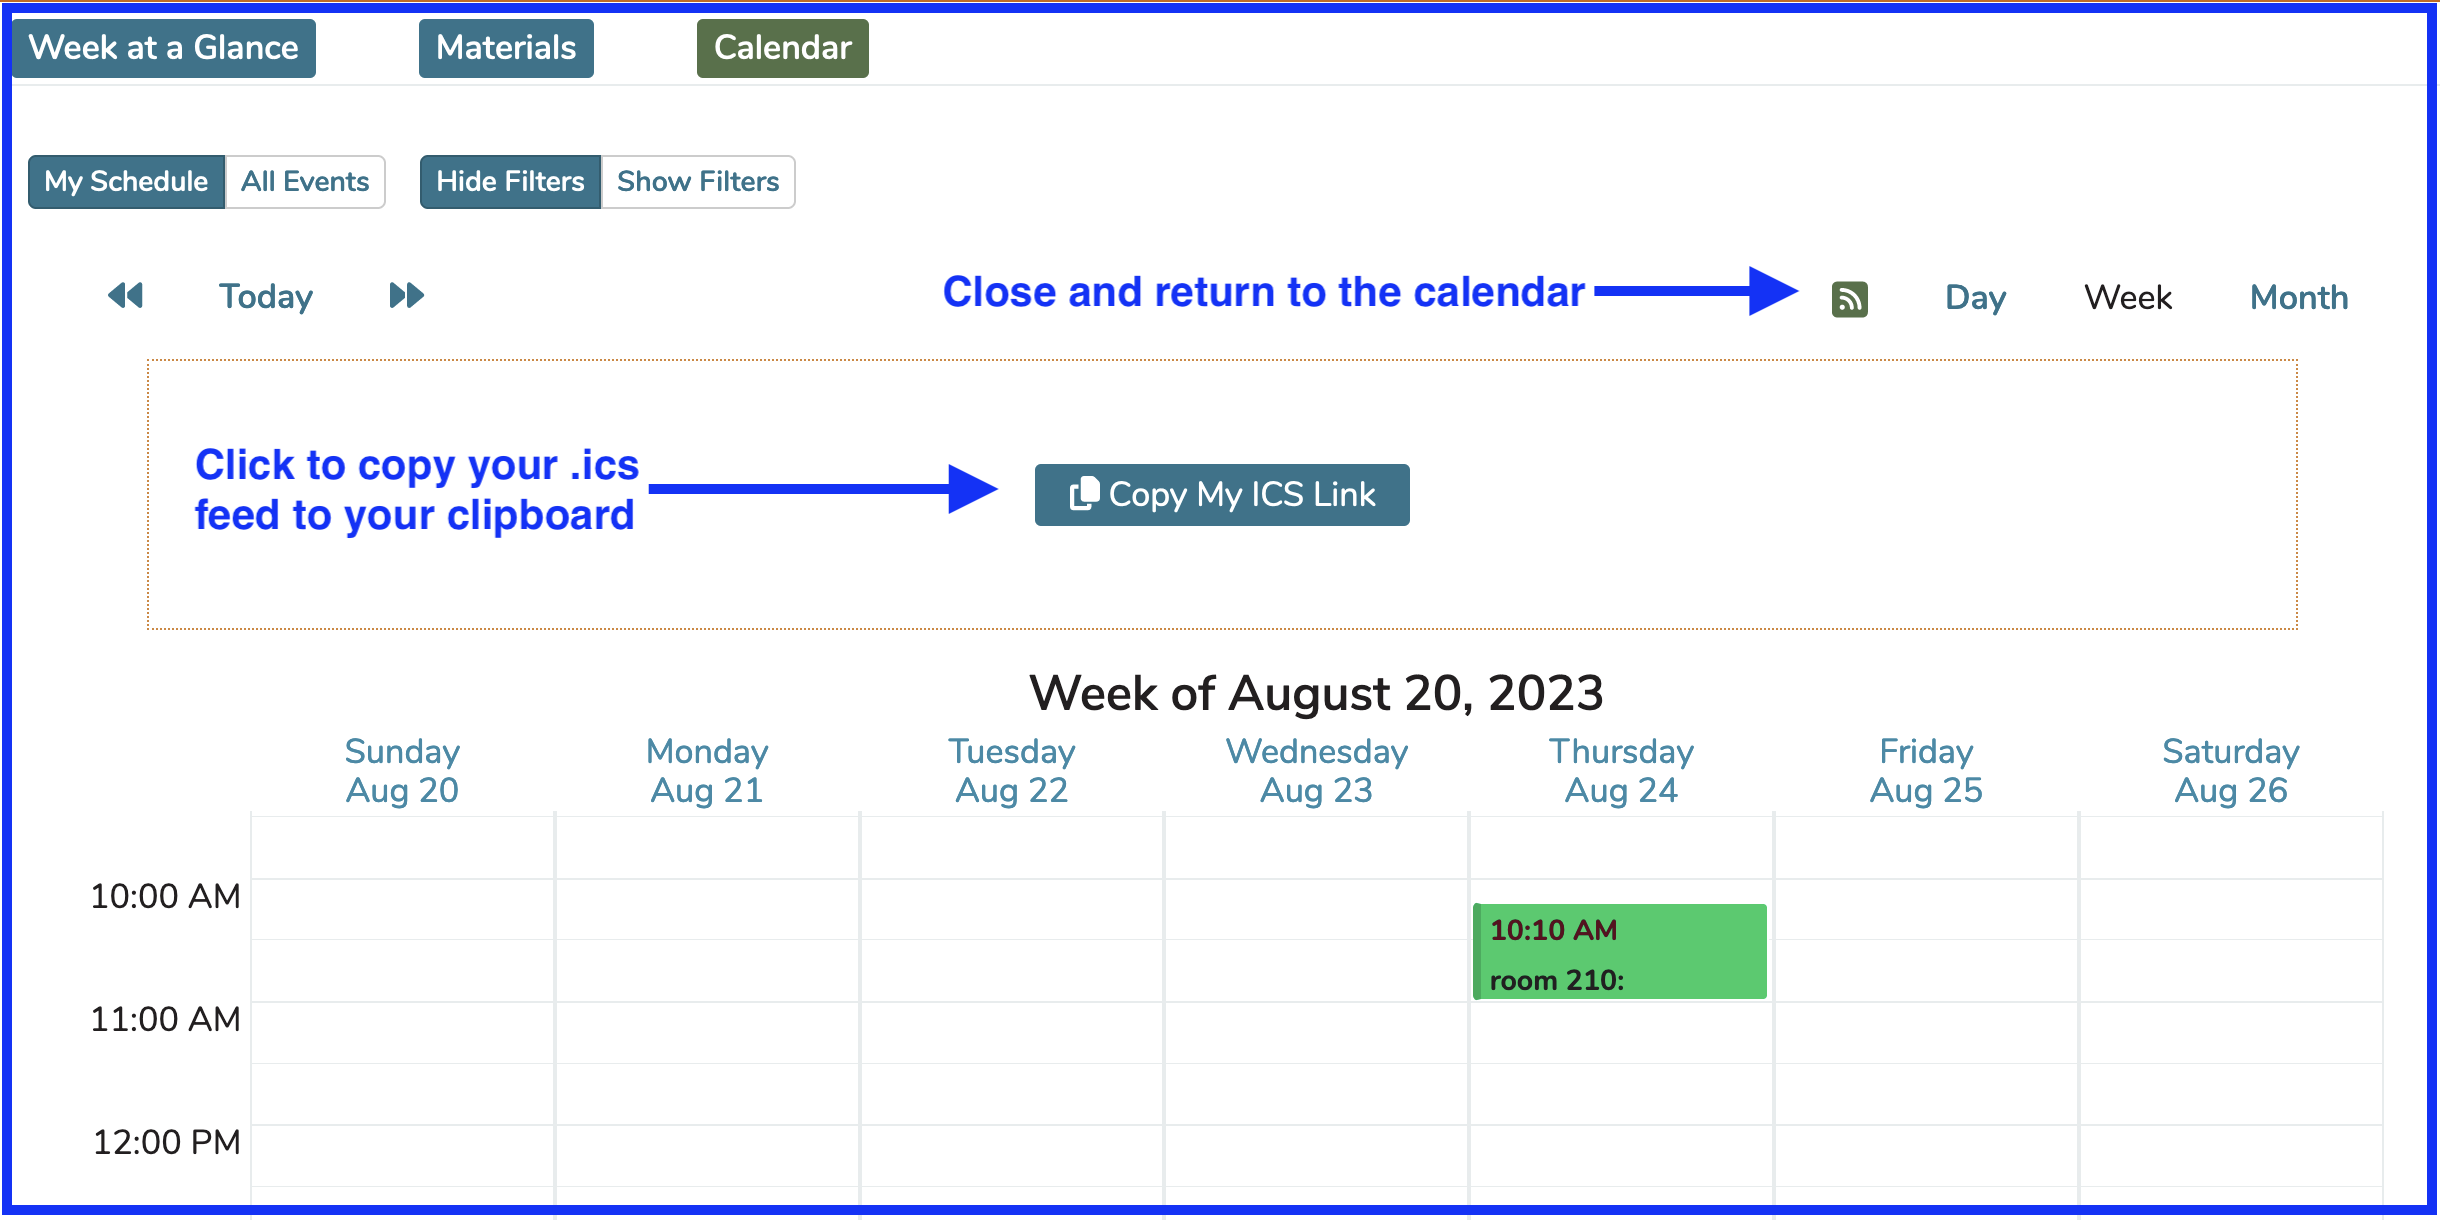 Week at a Glance
Materials
Calendar
My Schedule
All Events
Hide Filters
Show Filters
Today
Close and return to the calendar
Day
Week
Month
Click to copy your .ics
feed to your clipboard
Copy My ICS Link
Week of August 20, 2023
Sunday
Aug 20
Monday
Aug 21
Tuesday
Aug 22
Wednesday
Aug 23
Thursday
Aug 24
Friday
Aug 25
Saturday
Aug 26
10:00 AM
10:10 AM
room 210:
11:00 AM
12:00 PM